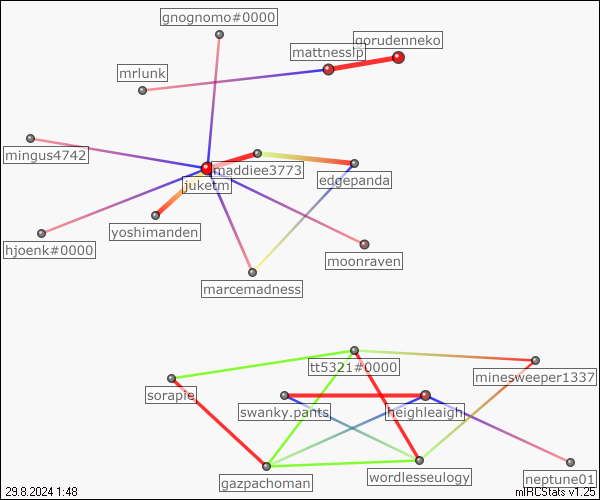 gnognomo#0000
gorudenneko
mattnesslp
mrlunk
mingus4742
maddiee3773
edgepanda
juketm
yoshimanden
hjoenk#0000
moonraven
marcemadness
tt5321#0000
minesweeper1337
sorapie
swanky.pants
heighleaigh
wordlesseulogy
gazpachoman
neptune01
29.8.2024 1:48
mIRCStats v1.25